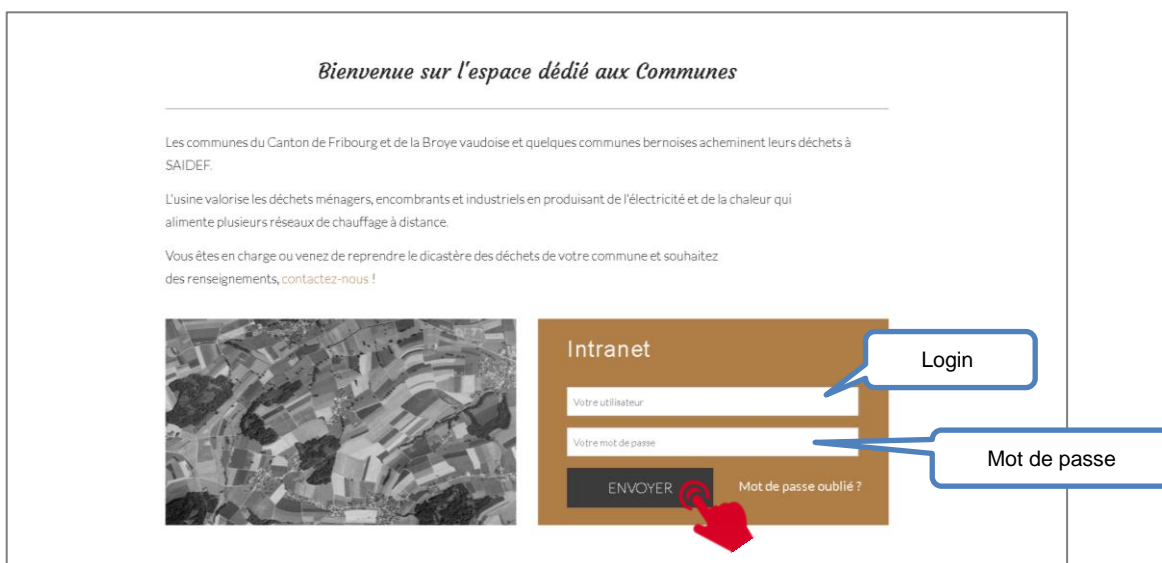 Bienvenue sur l'espace dédié aux Communes
Les communes du Canton de Fribourg et de la Broye vaudoise et quelques communes bernoises acheminent leurs déchets à
SAIDEF.
L'usine valorise les déchets ménagers, encombrants et industriels en produisant de l'électricité et de la chaleur qui
alimente plusieurs réseaux de chauffage à distance.
Vous êtes en charge ou venez de reprendre le dicastère des déchets de votre commune et souhaitez
des renseignements, contactez-nous !
Intranet
Login
Votre utilisateur
Votre mot de passe
Mot de passe
ENVOYER
Mot de passe oublié ?